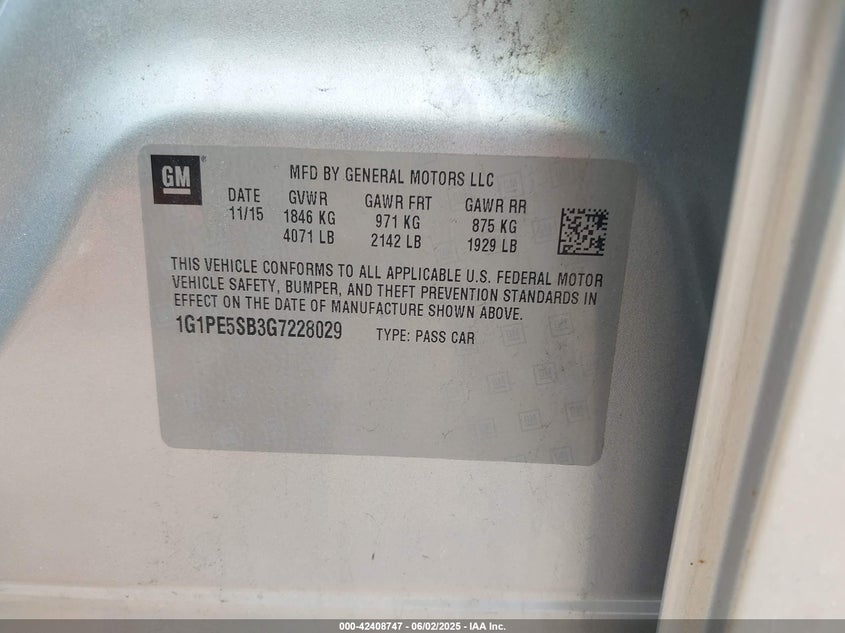 GM ®
MFD BY GENERAL MOTORS LLC
DATE GVWR GAWR FRT GAWR RR
11/15 1846 KG 971 KG 875 KG
4071 LB 2142 LB 1929 LB
THIS VEHICLE CONFORMS TO ALL APPLICABLE U.S. FEDERAL MOTOR
VEHICLE SAFETY, BUMPER, AND THEFT PREVENTION STANDARDS IN
EFFECT ON THE DATE OF MANUFACTURE SHOWN ABOVE.
1G1PE5SB3G7228029 TYPE: PASS CAR
000-42408747 - 06/02/2025 - IAA Inc.